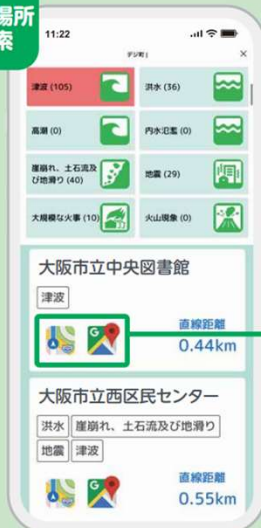 場所
索
11:22
デジ町J
×
津波 (105)
洪水 (36)
高潮 (0)
内水氾濫 (0)
崖崩れ、土石流及
び地滑り (40)
地震 (29)
大規模な火事 (10)
火山現象 (0)
大阪市立中央図書館
津波
G
直線距離
0.44km
大阪市立西区民センター
洪水 崖崩れ、土石流及び地滑り
地震 津波
G
直線距離
0.55km